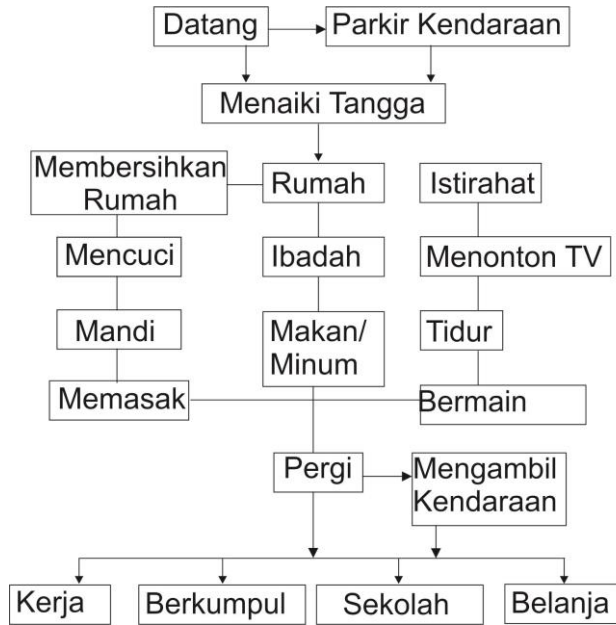 Datang
Parkir Kendaraan
Menaiki Tangga
Membersihkan
Rumah
Rumah
Istirahat
Mencuci
Ibadah
Menonton TV
Mandi
Makan/
Minum
Tidur
Memasak
Bermain
Pergi
Mengambil
Kendaraan
Kerja
Berkumpul
Sekolah
Belanja